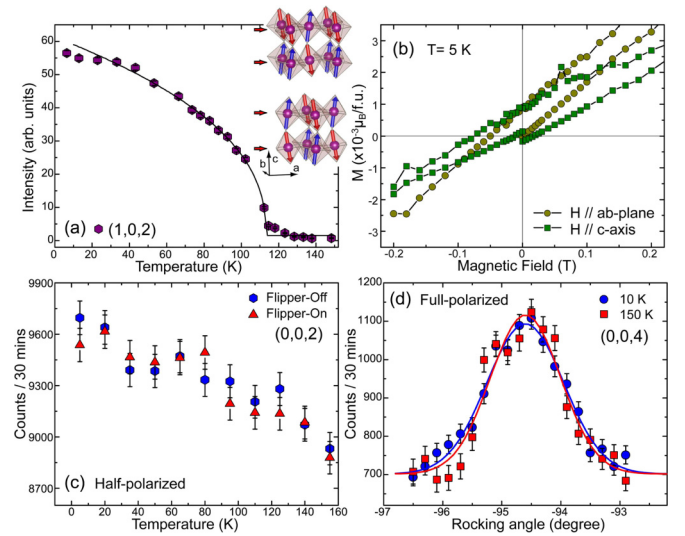 60
50
40
30
20
10
0
Intensity (arb. units)
(a)
(1,0,2)
c
b
a
0 20 40 60 80 100 120 140
Temperature (K)
(b)
T= 5 K
3
2
1
0
-1
-2
-3
M (x10⁻³μB/f.u.)
H // ab-plane
H // c-axis
-0.2 -0.1 0.0 0.1 0.2
Magnetic Field (T)
9900
9600
9300
9000
8700
Counts / 30 mins
Flipper-Off
Flipper-On
(0,0,2)
(c) Half-polarized
0 20 40 60 80 100 120 140 160
Temperature (K)
1200
1100
1000
900
800
700
600
Counts / 30 mins
(d)
Full-polarized
10 K
150 K
(0,0,4)
-97 -96 -95 -94 -93
Rocking angle (degree)